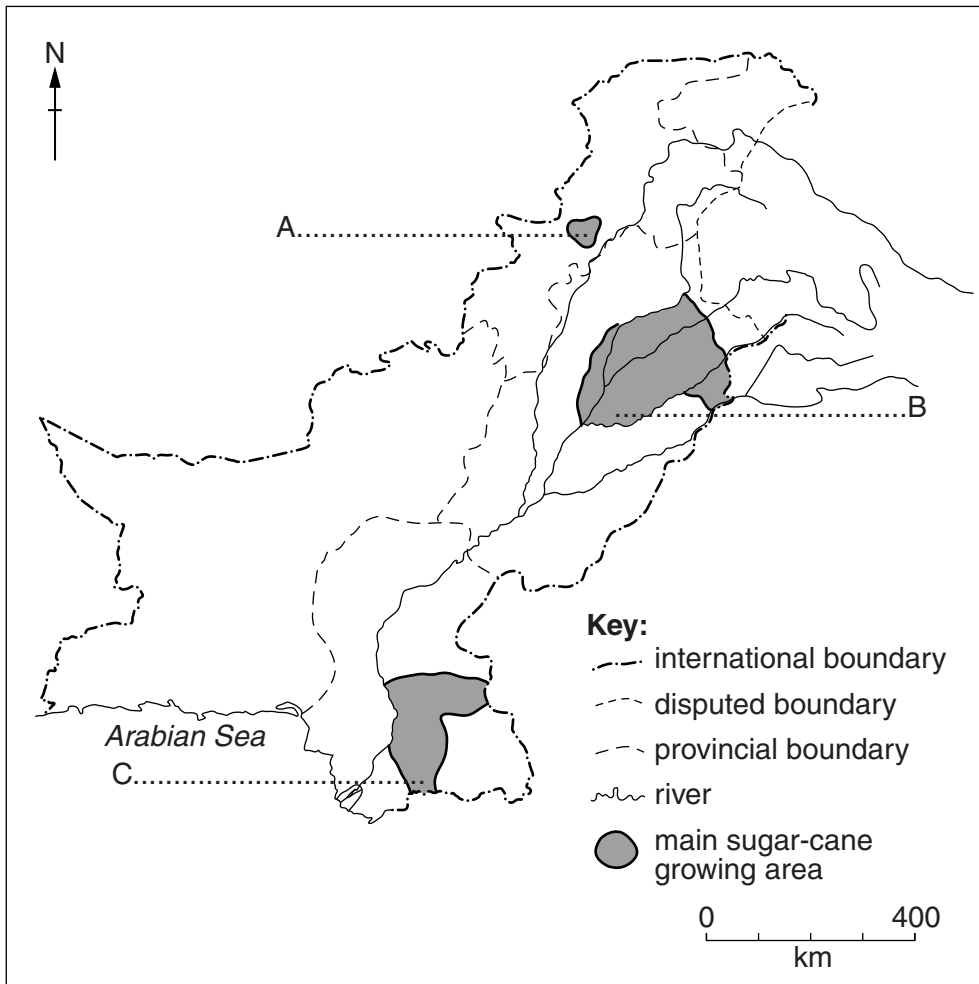 N
A
B
Key:
international boundary
disputed boundary
Arabian Sea
provincial boundary
C
river
main sugar-cane
growing area
0 400
km